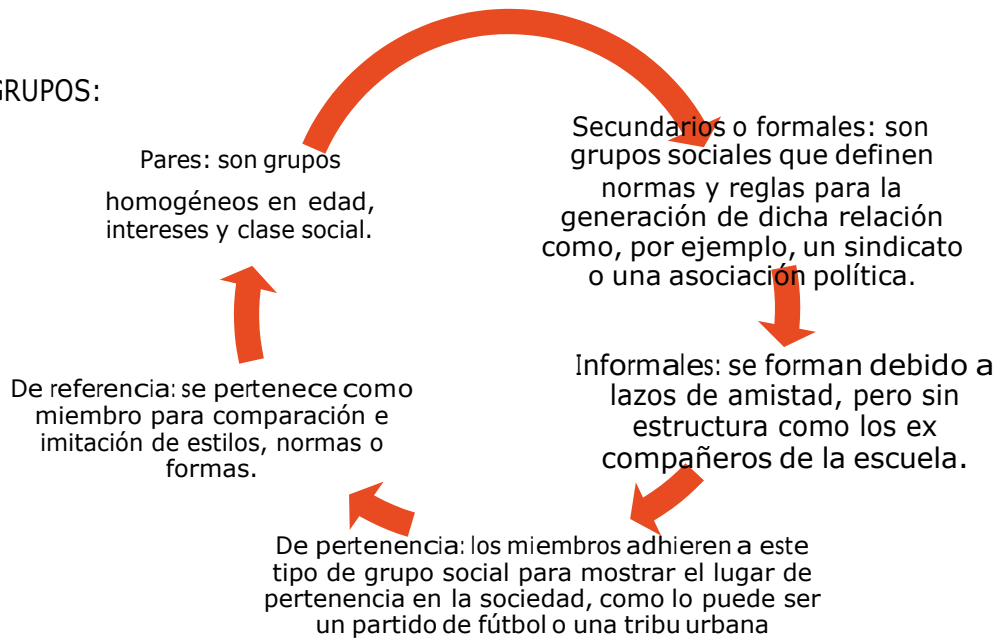 GRUPOS:
Pares: son grupos
homogéneos en edad,
intereses y clase social.
Secundarios o formales: son
grupos sociales que definen
normas y reglas para la
generación de dicha relación
como, por ejemplo, un sindicato
o una asociación política.
Informales: se forman debido a
lazos de amistad, pero sin
estructura como los ex
compañeros de la escuela.
De pertenencia: los miembros adhieren a este
tipo de grupo social para mostrar el lugar de
pertenencia en la sociedad, como lo puede ser
un partido de fútbol o una tribu urbana
De referencia: se pertenece como
miembro para comparación e
imitación de estilos, normas o
formas.